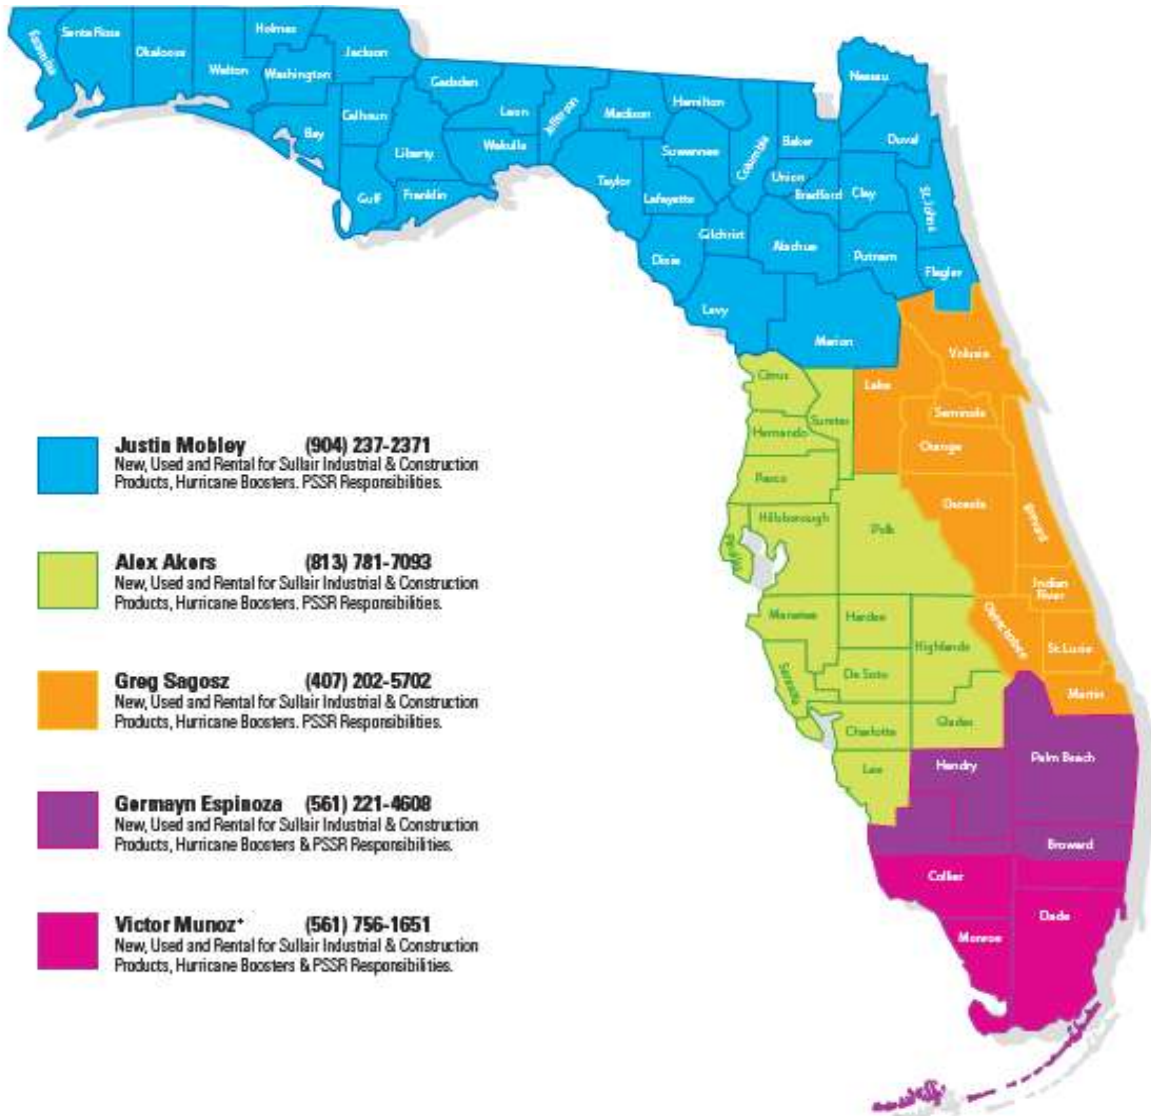 Escambia
Santa Rosa
Okaloosa
Walton
Holmes
Washington
Jackson
Bay
Calhoun
Gulf
Liberty
Gadsden
Franklin
Leon
Wakulla
Jefferson
Madison
Taylor
Hamilton
Suwannee
Lafayette
Dixie
Columbia
Gilchrist
Levy
Baker
Union
Bradford
Alachua
Marion
Nassau
Duval
Clay
St. Johns
Putnam
Flagler
Volusia
Lake
Seminole
Orange
Osceola
Brevard
Indian
River
Okeechobee
St. Lucie
Martin
Citrus
Sumter
Hernando
Pasco
Hillsborough
Pinellas
Polk
Manatee
Hardee
Highlands
Sarasota
De Soto
Charlotte
Glades
Lee
Hendry
Palm Beach
Broward
Collier
Dade
Monroe
Justin Mobley (904) 237-2371
New, Used and Rental for Sullair Industrial & Construction
Products, Hurricane Boosters. PSSR Responsibilities.
Alex Akers (813) 781-7093
New, Used and Rental for Sullair Industrial & Construction
Products, Hurricane Boosters. PSSR Responsibilities.
Greg Sagosz (407) 202-5702
New, Used and Rental for Sullair Industrial & Construction
Products, Hurricane Boosters. PSSR Responsibilities.
Germayn Espinoza (561) 221-4608
New, Used and Rental for Sullair Industrial & Construction
Products, Hurricane Boosters & PSSR Responsibilities.
Victor Munoz+ (561) 756-1651
New, Used and Rental for Sullair Industrial & Construction
Products, Hurricane Boosters & PSSR Responsibilities.